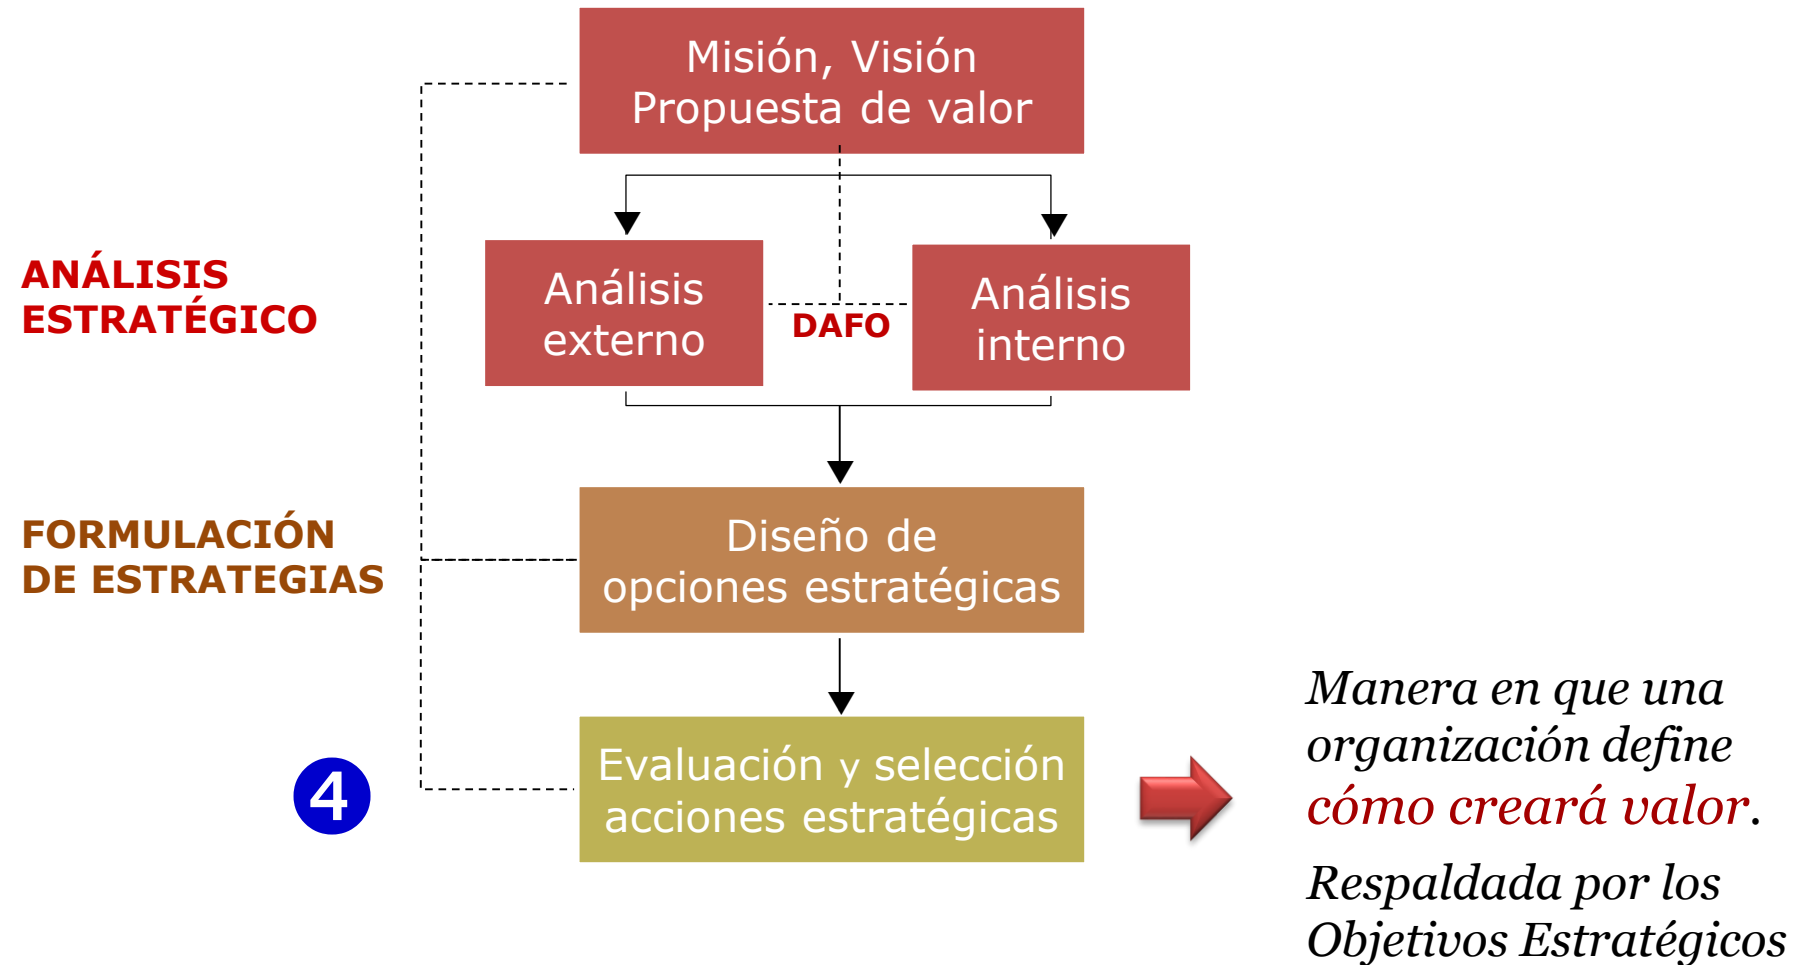 Misión, Visión
Propuesta de valor
ANÁLISIS
ESTRATÉGICO
Análisis
externo
DAFO
Análisis
interno
FORMULACIÓN
DE ESTRATEGIAS
Diseño de
opciones estratégicas
4
Evaluación y selección
acciones estratégicas
Manera en que una
organización define
cómo creará valor.
Respaldada por los
Objetivos Estratégicos